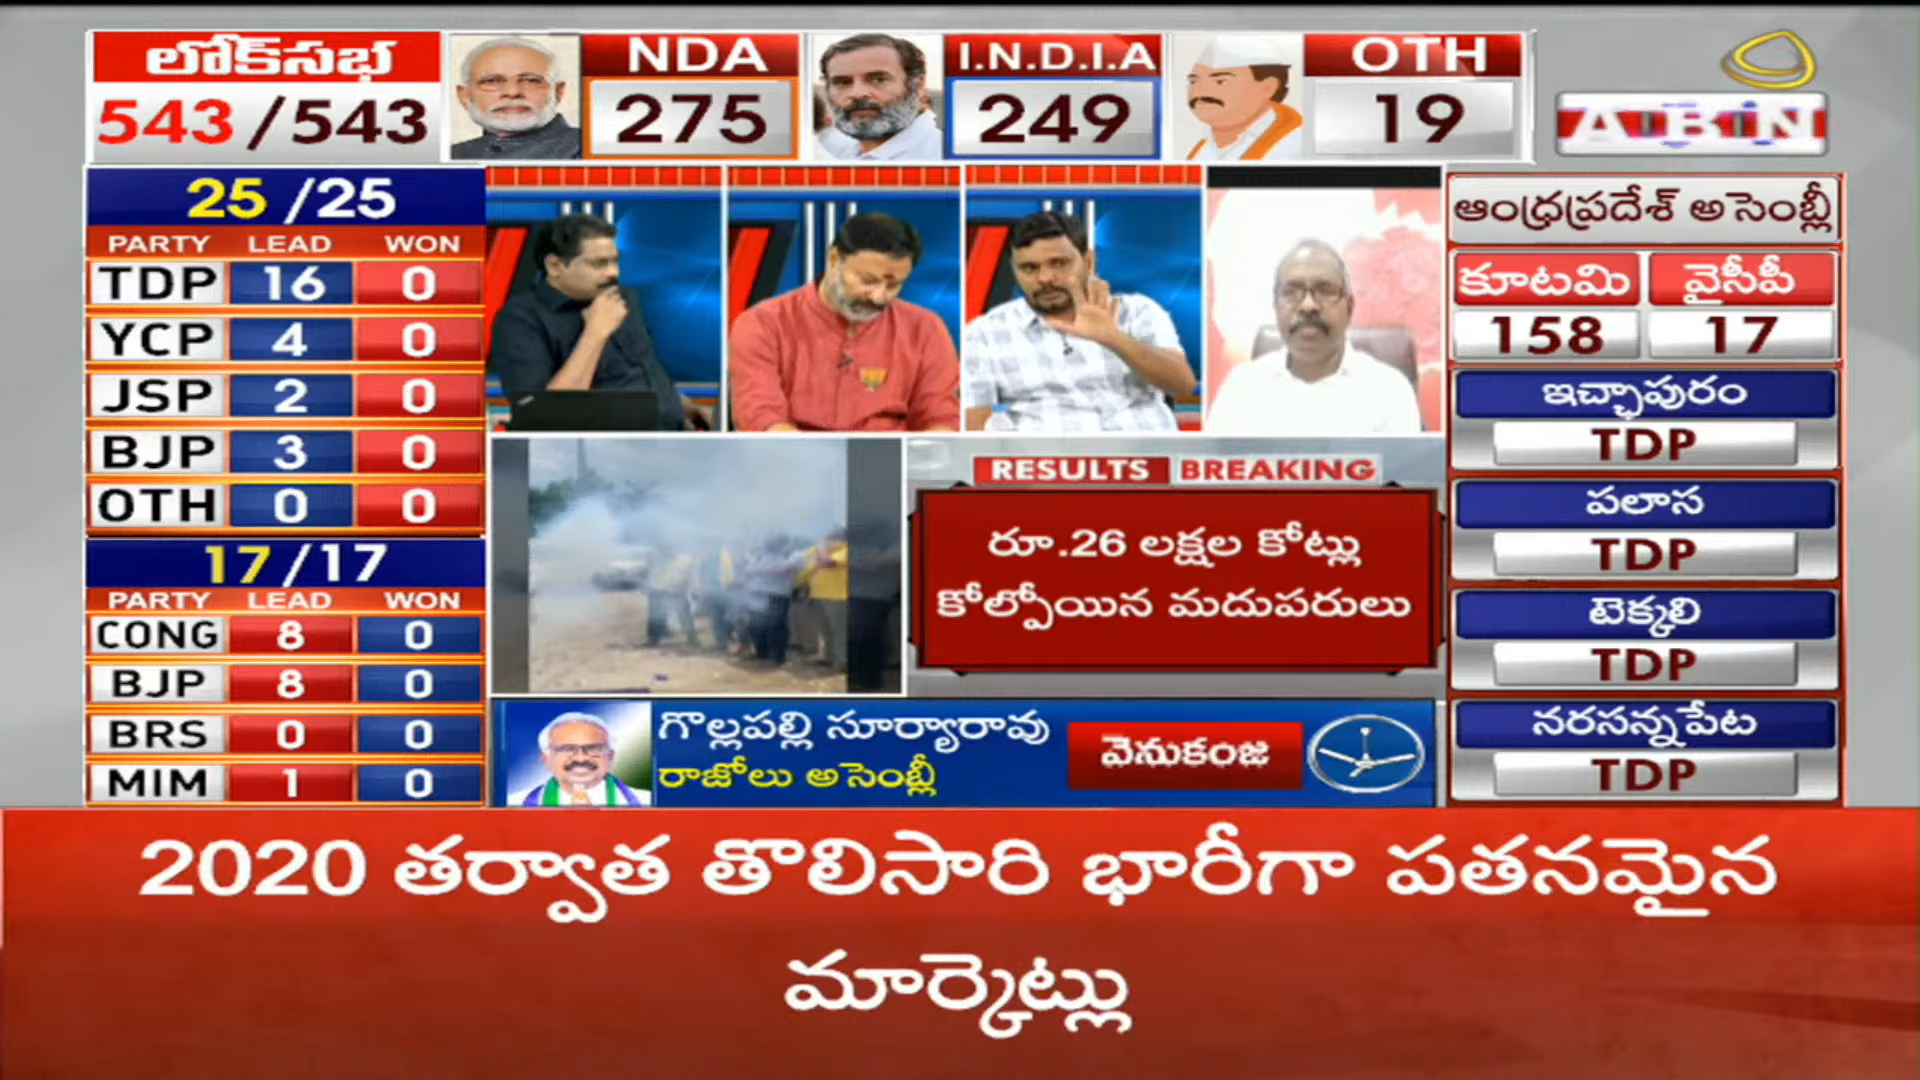 లోక్‌సభ
543/543
NDA
275
I.N.D.I.A
249
OTH
19
ABN
25/25
PARTY LEAD WON
TDP 16 0
YCP 4 0
JSP 2 0
BJP 3 0
OTH 0 0
17/17
PARTY LEAD WON
CONG 8 0
BJP 8 0
BRS 0 0
MIM 1 0
RESULTS BREAKING
రూ.26 లక్షల కోట్లు
కోల్పోయిన మదుపరులు
గొల్లపల్లి సూర్యారావు
రాజోలు అసెంబ్లీ
వెనుకంజ
ఆంధ్రప్రదేశ్ అసెంబ్లీ
కూటమి వైసీపీ
158 17
ఇచ్ఛాపురం
TDP
పలాస
TDP
టెక్కలి
TDP
నరసన్నపేట
TDP
2020 తర్వాత తొలిసారి భారీగా పతనమైన
మార్కెట్లు